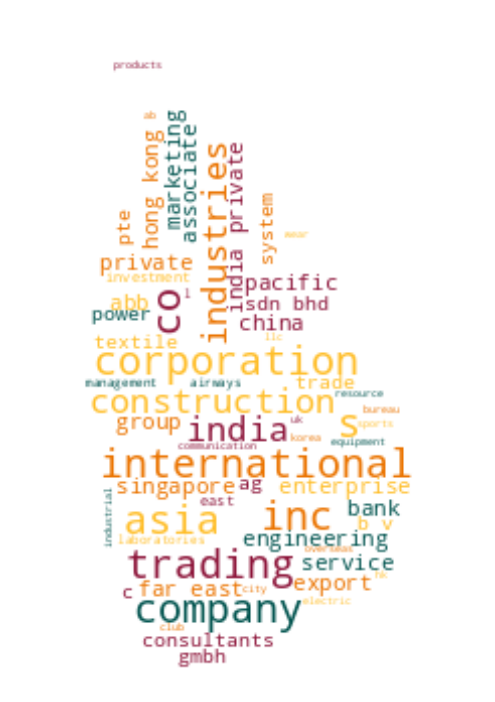 products
ab
hong kong
marketing
associate
industries
india private
pte
system
wear
private
investment
pacific
abb
co
l
sdn bhd
power
china
textile
llc
corporation
management
airways
trade
resource
construction
bureau
group
india
uk
s
sports
korea
equipment
communication
international
singapore
ag
enterprise
east
industrial
asia
inc
bank
b v
engineering
laboratories
overseas
trading
service
export
hk
c
far east
city
electric
company
club
consultants
gmbh